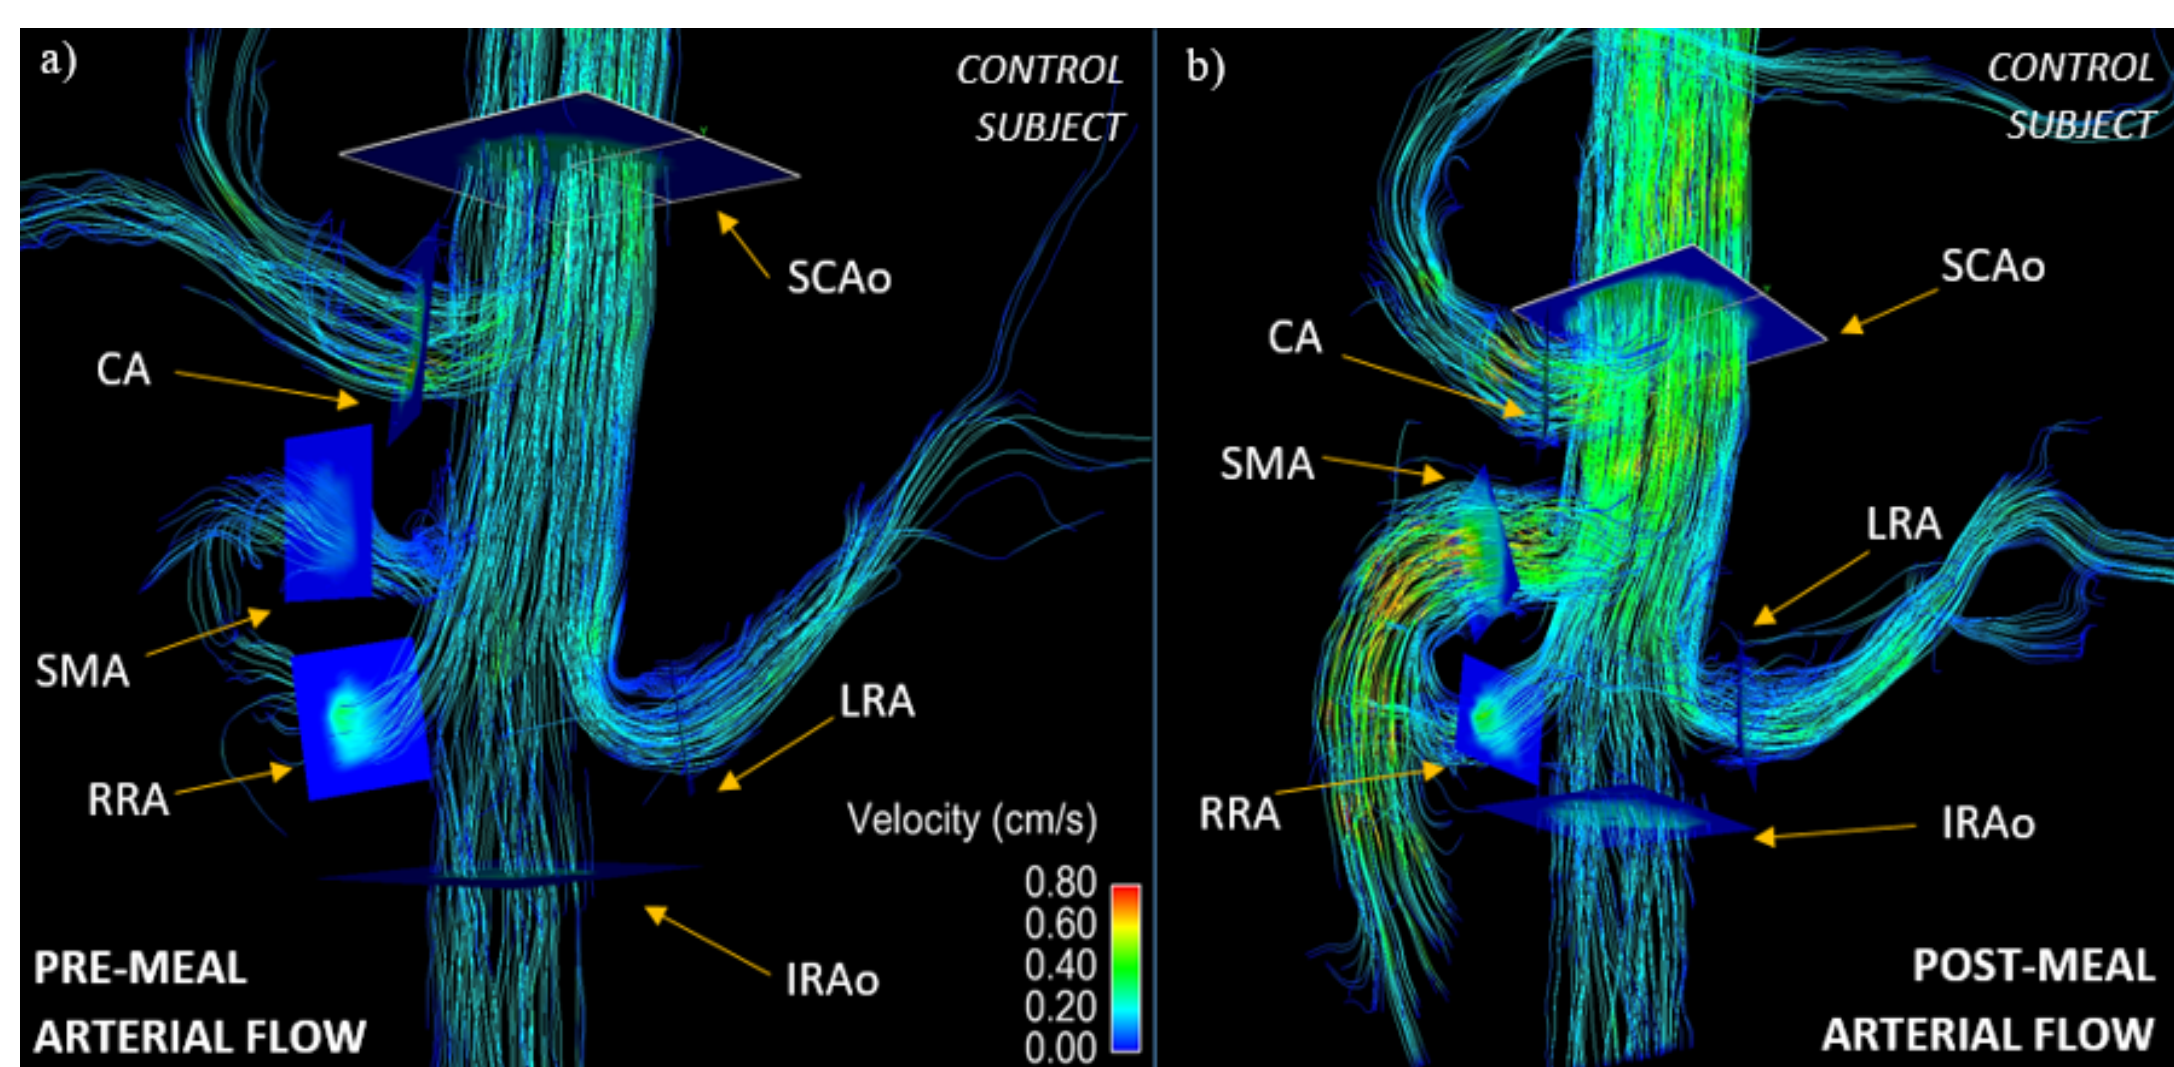 a)
CONTROL
SUBJECT
SCAo
CA
SMA
LRA
RRA
Velocity (cm/s)
0.80
0.60
0.40
0.20
0.00
IRAo
PRE-MEAL
ARTERIAL FLOW
b)
CONTROL
SUBJECT
SCAo
CA
SMA
LRA
RRA
IRAo
POST-MEAL
ARTERIAL FLOW